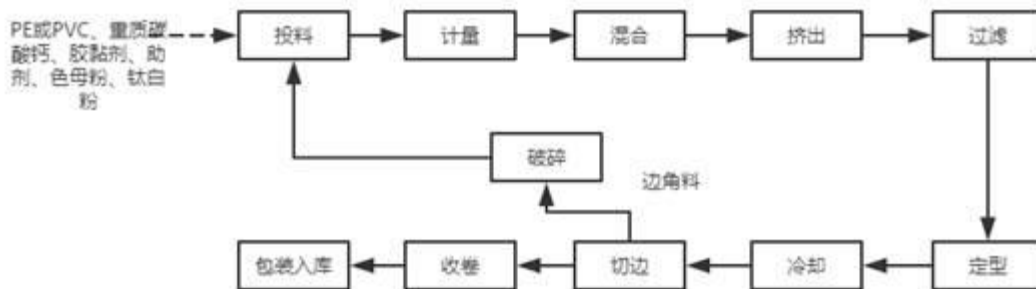 PE或PVC、重质碳
酸钙、胶黏剂、助
剂、色母粉、钛白
粉
投料
计量
混合
挤出
过滤
破碎
边角料
包装入库
收卷
切边
冷却
定型